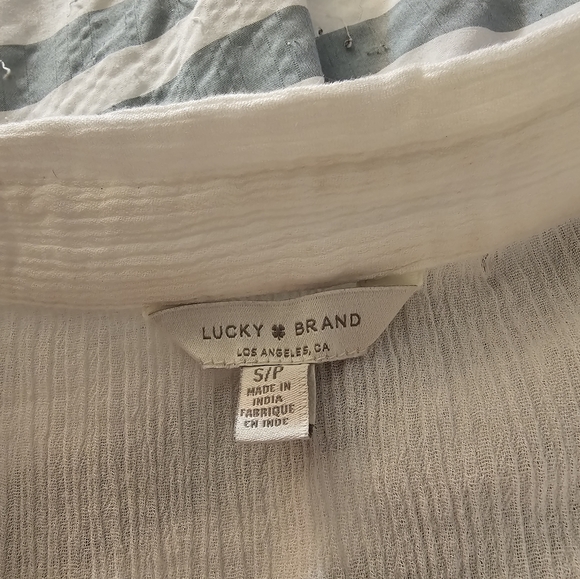 LUCKY BRAND
LOS ANGELES, CA
S/P
MADE IN
INDIA
FABRIQUE
EN INDE